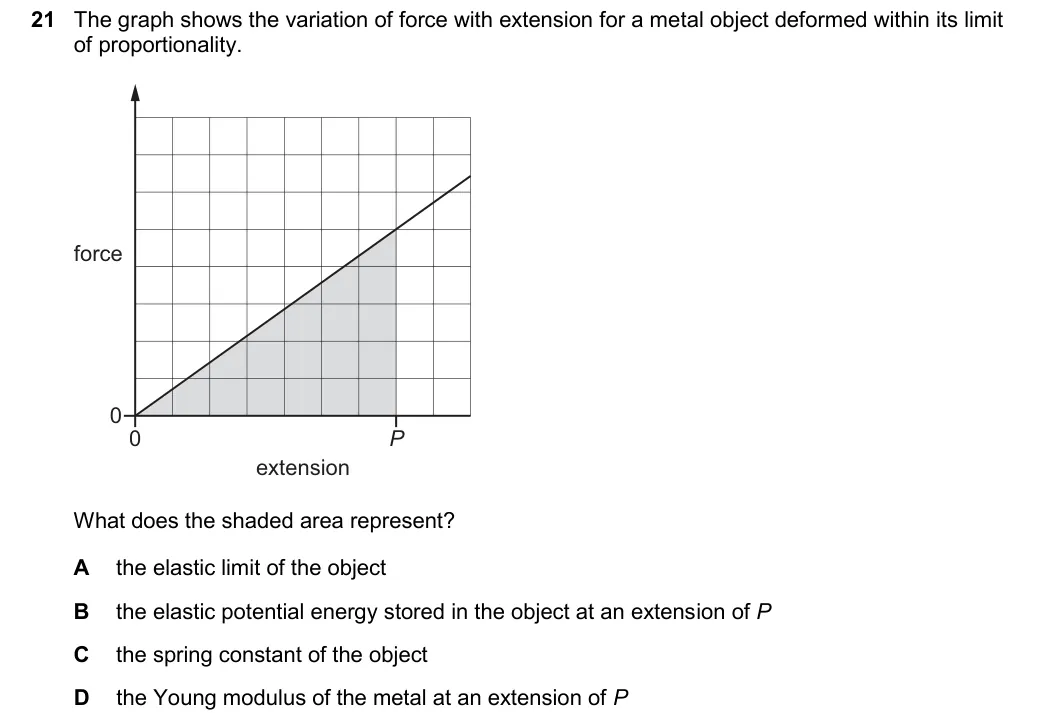 21 The graph shows the variation of force with extension for a metal object deformed within its limit
of proportionality.
force
0
0
P
extension
What does the shaded area represent?
A the elastic limit of the object
B the elastic potential energy stored in the object at an extension of P
C the spring constant of the object
D the Young modulus of the metal at an extension of P